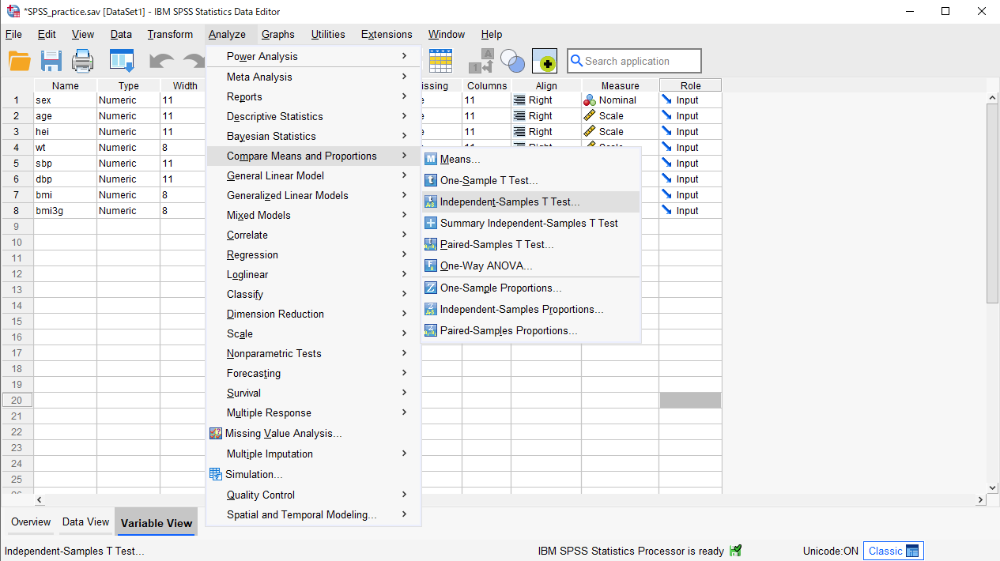 *SPSS_practice.sav [DataSet1] - IBM SPSS Statistics Data Editor
File Edit View Data Transform Analyze Graphs Utilities Extensions Window Help
Search application
Name Type Width Columns Align Measure Role
1 sex Numeric 11 11 Right Nominal Input
2 age Numeric 11 11 Right Scale Input
3 hei Numeric 11 11 Right Scale Input
4 wt Numeric 8 11 Right Scale Input
5 sbp Numeric 11 Input
6 dbp Numeric 11 Input
7 bmi Numeric 8 Input
8 bmi3g Numeric 8 Input
9
10
11
12
13
14
15
16
17
18
19
20
21
22
23
24
25
Power Analysis
Meta Analysis
Reports
Descriptive Statistics
Bayesian Statistics
Compare Means and Proportions
General Linear Model
Generalized Linear Models
Mixed Models
Correlate
Regression
Loglinear
Classify
Dimension Reduction
Scale
Nonparametric Tests
Forecasting
Survival
Multiple Response
Missing Value Analysis...
Multiple Imputation
Simulation...
Quality Control
Spatial and Temporal Modeling...
Means...
One-Sample T Test...
Independent-Samples T Test...
Summary Independent-Samples T Test
Paired-Samples T Test...
One-Way ANOVA...
One-Sample Proportions...
Independent-Samples Proportions...
Paired-Samples Proportions...
Overview Data View Variable View
Independent-Samples T Test... IBM SPSS Statistics Processor is ready Unicode:ON Classic